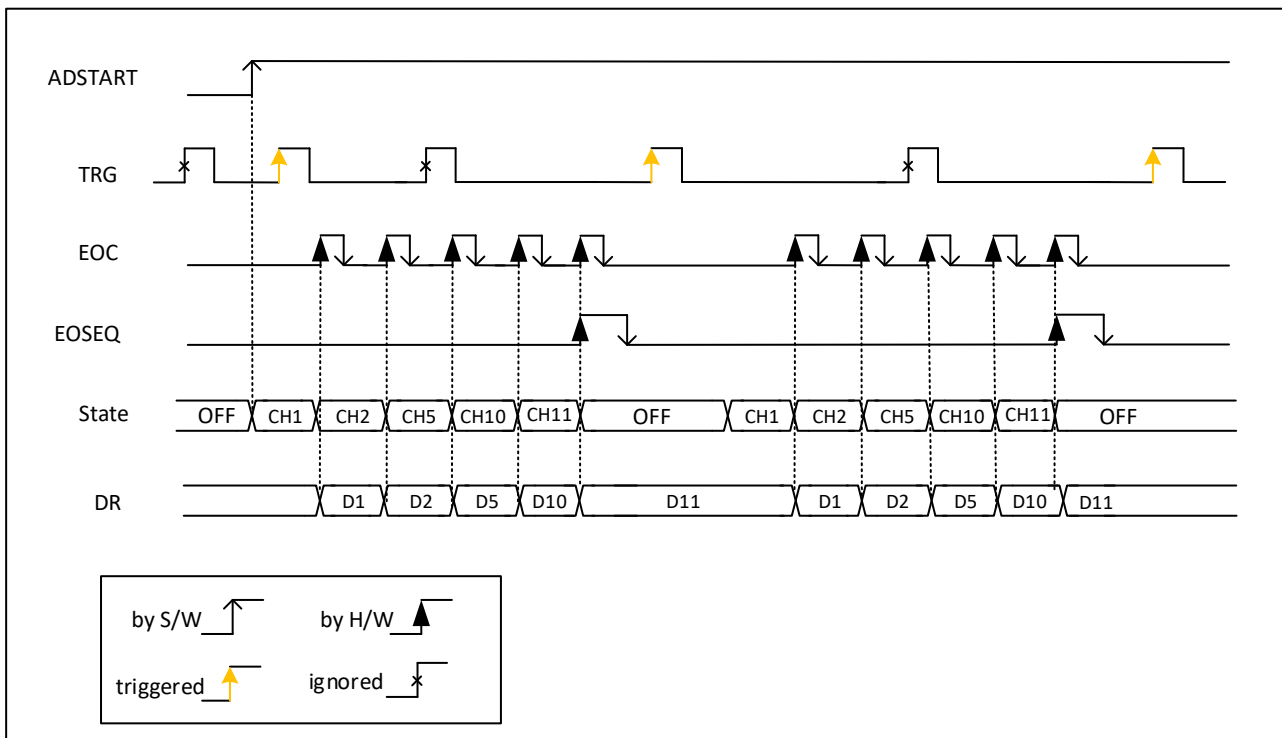 ADSTART
TRG
EOC
EOSEQ
State OFF CH1 CH2 CH5 CH10 CH11 OFF CH1 CH2 CH5 CH10 CH11 OFF
DR D1 D2 D5 D10 D11 D1 D2 D5 D10 D11
by S/W by H/W
triggered ignored